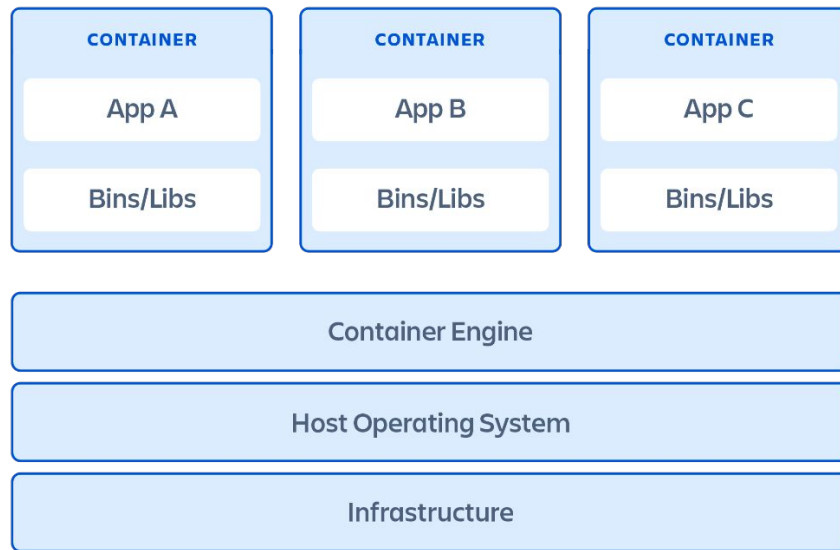 CONTAINER CONTAINER CONTAINER
App A App B App C
Bins/Libs Bins/Libs Bins/Libs
Container Engine
Host Operating System
Infrastructure